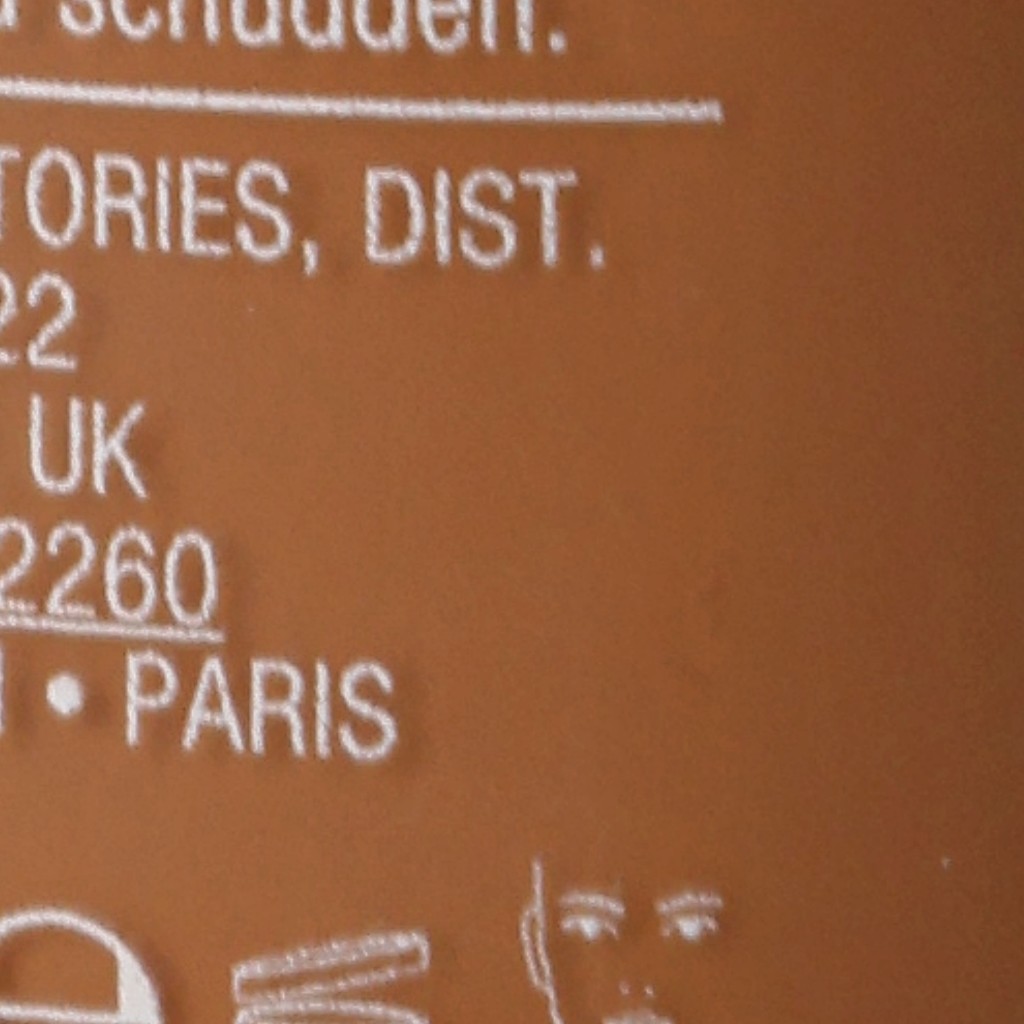 schudden.
TORIES, DIST.
22
UK
2260
• PARIS
e